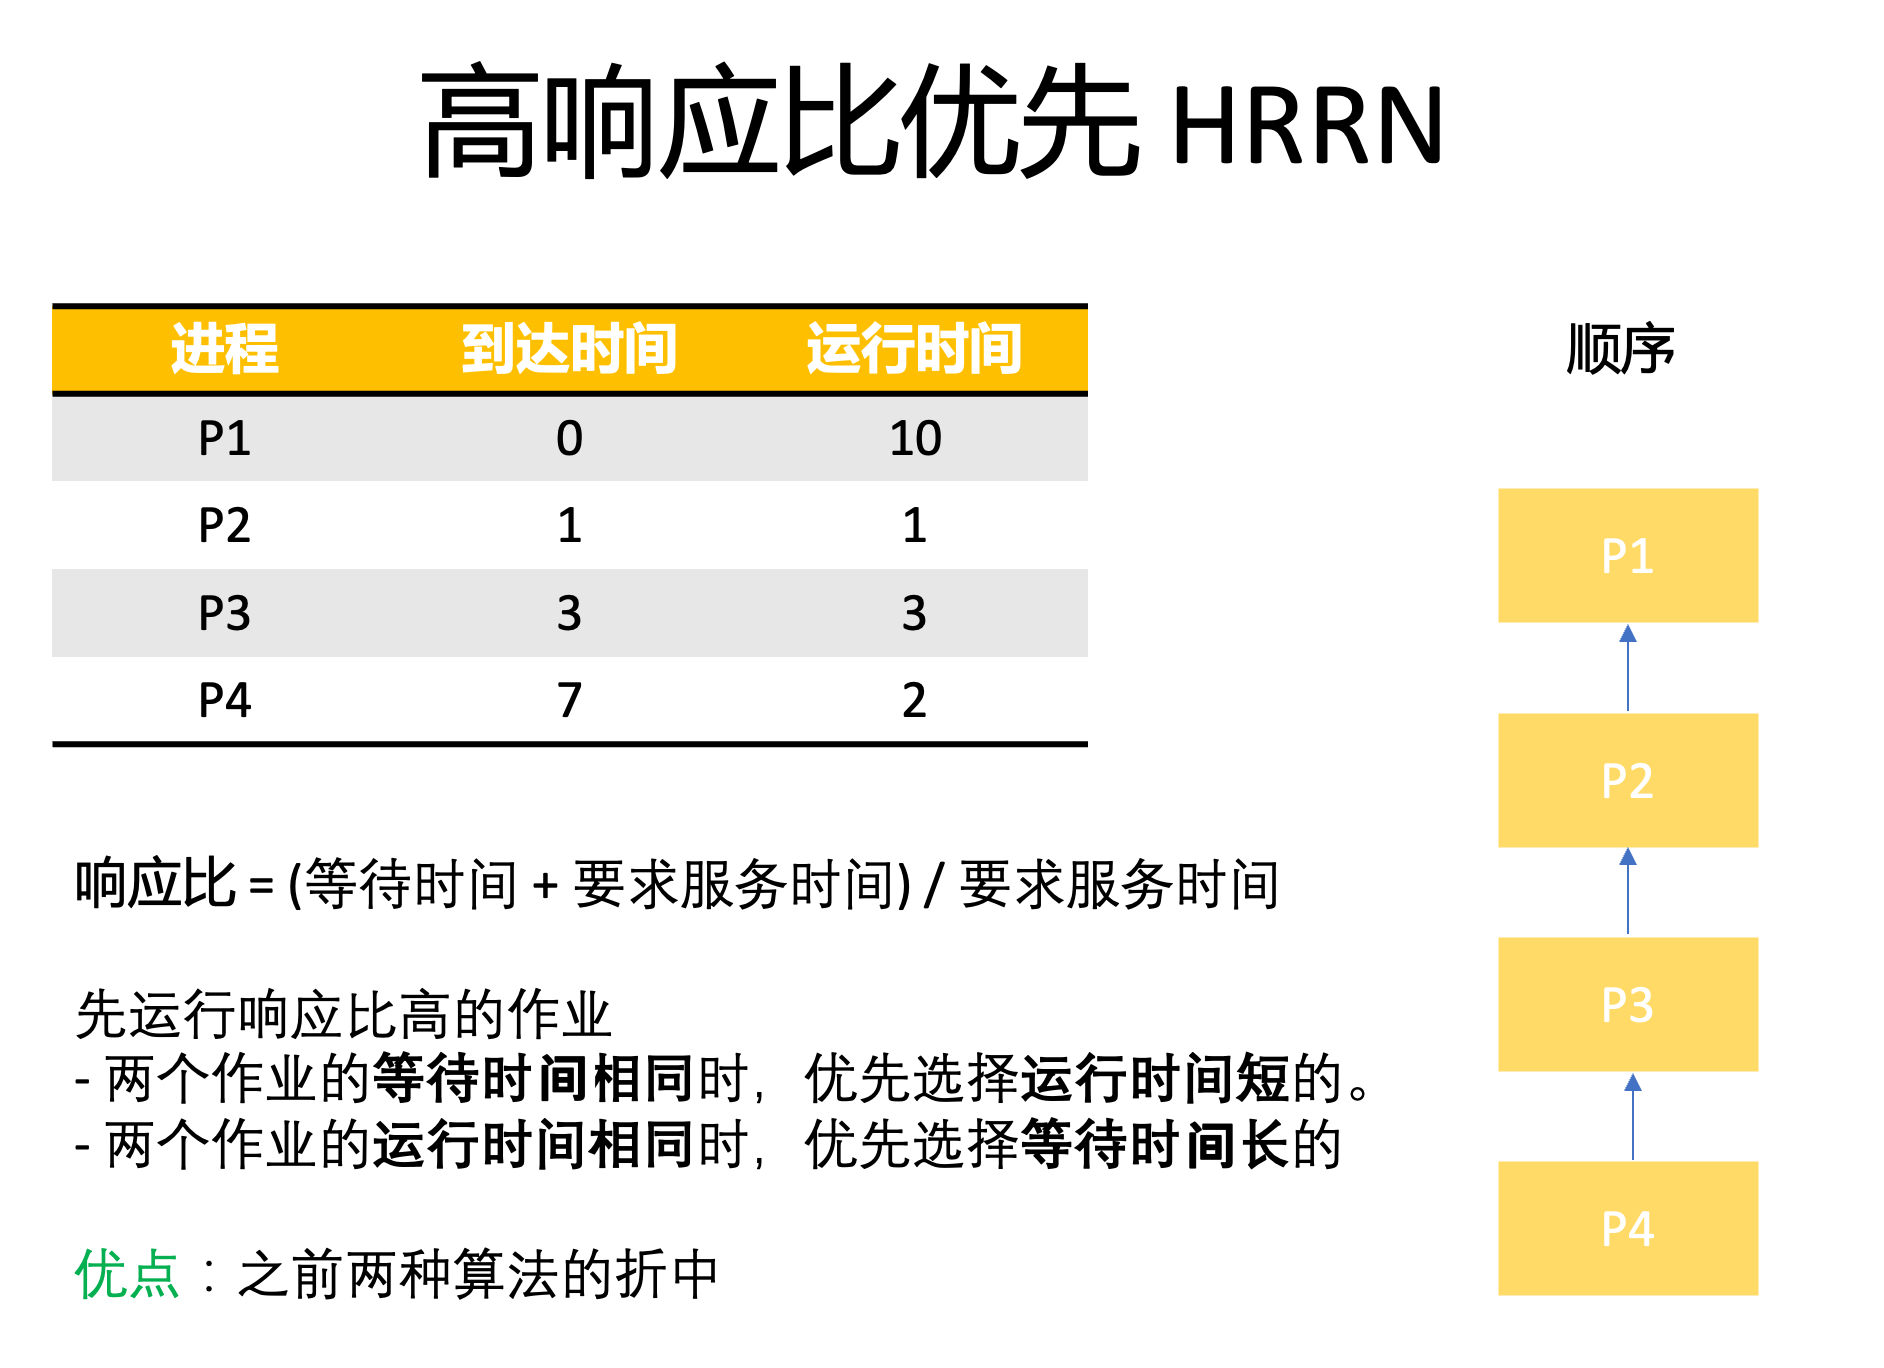 高响应比优先 HRRN
进程 到达时间 运行时间
P1 0 10
P2 1 1
P3 3 3
P4 7 2
响应比 = (等待时间 + 要求服务时间) / 要求服务时间
先运行响应比高的作业
- 两个作业的等待时间相同时，优先选择运行时间短的。
- 两个作业的运行时间相同时，优先选择等待时间长的
优点：之前两种算法的折中
顺序
P1
P2
P3
P4